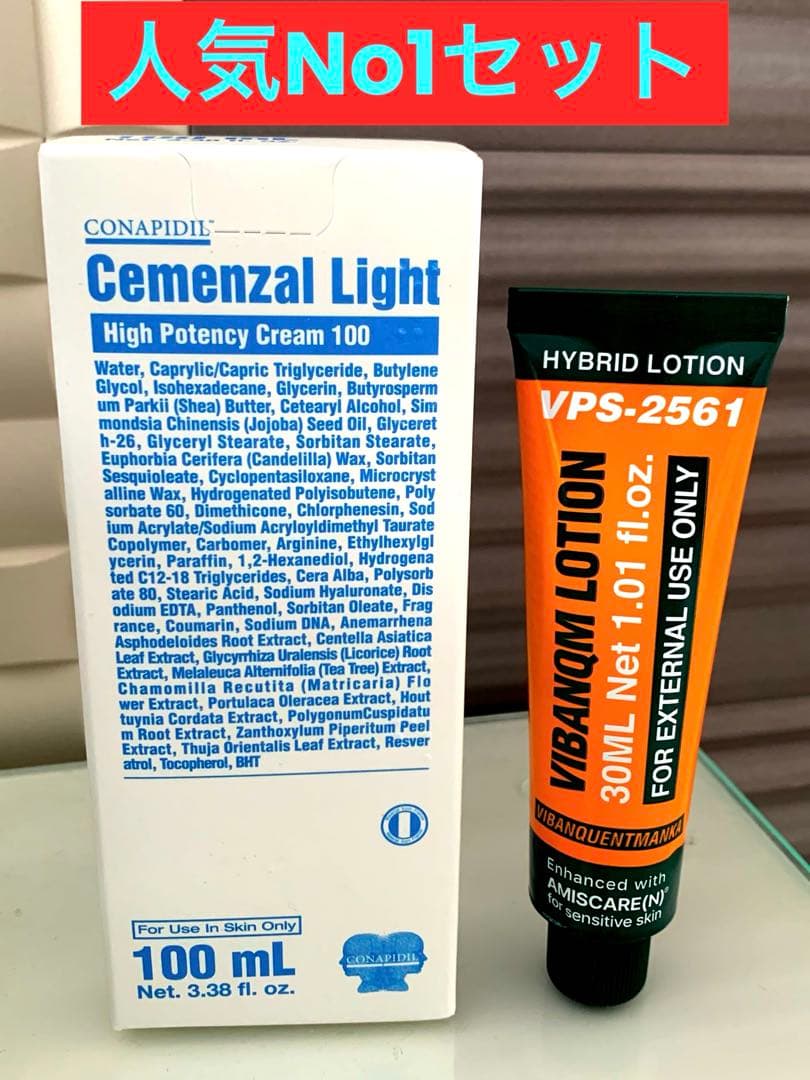 人気No1セット
CONAPIDIL™
Cemenzal Light
High Potency Cream 100
Water, Caprylic/Capric Triglyceride, Butylene
Glycol, Isohexadecane, Glycerin, Butyrosperm
um Parkii (Shea) Butter, Cetearyl Alcohol, Sim
mondsia Chinensis (Jojoba) Seed Oil, Glyceret
h-26, Glyceryl Stearate, Sorbitan Stearate,
Euphorbia Cerifera (Candelilla) Wax, Sorbitan
Sesquioleate, Cyclopentasiloxane, Microcryst
alline Wax, Hydrogenated Polyisobutene, Poly
sorbate 60, Dimethicone, Chlorphenesin, Sod
ium Acrylate/Sodium Acryloyldimethyl Taurate
Copolymer, Carbomer, Arginine, Ethylhexylgl
ycerin, Paraffin, 1,2-Hexanediol, Hydrogena
ted C12-18 Triglycerides, Cera Alba, Polysorb
ate 80, Stearic Acid, Sodium Hyaluronate, Dis
odium EDTA, Panthenol, Sorbitan Oleate, Frag
rance, Coumarin, Sodium DNA, Anemarrhena
Asphodeloides Root Extract, Centella Asiatica
Leaf Extract, Glycyrrhiza Uralensis (Licorice) Root
Extract, Melaleuca Alternifolia (Tea Tree) Extract,
Chamomilla Recutita (Matricaria) Flo
wer Extract, Portulaca Oleracea Extract, Hout
tuynia Cordata Extract, PolygonumCuspidatu
m Root Extract, Zanthoxylum Piperitum Peel
Extract, Thuja Orientalis Leaf Extract, Resver
atrol, Tocopherol, BHT
For Use In Skin Only
100 mL
Net. 3.38 fl. oz.
CONAPIDIL
HYBRID LOTION
VPS-2561
VIBANQM LOTION
30ML Net 1.01 fl.oz.
FOR EXTERNAL USE ONLY
VIBANQUENTMANKA
Enhanced with
AMISCARE(N)®
for sensitive skin